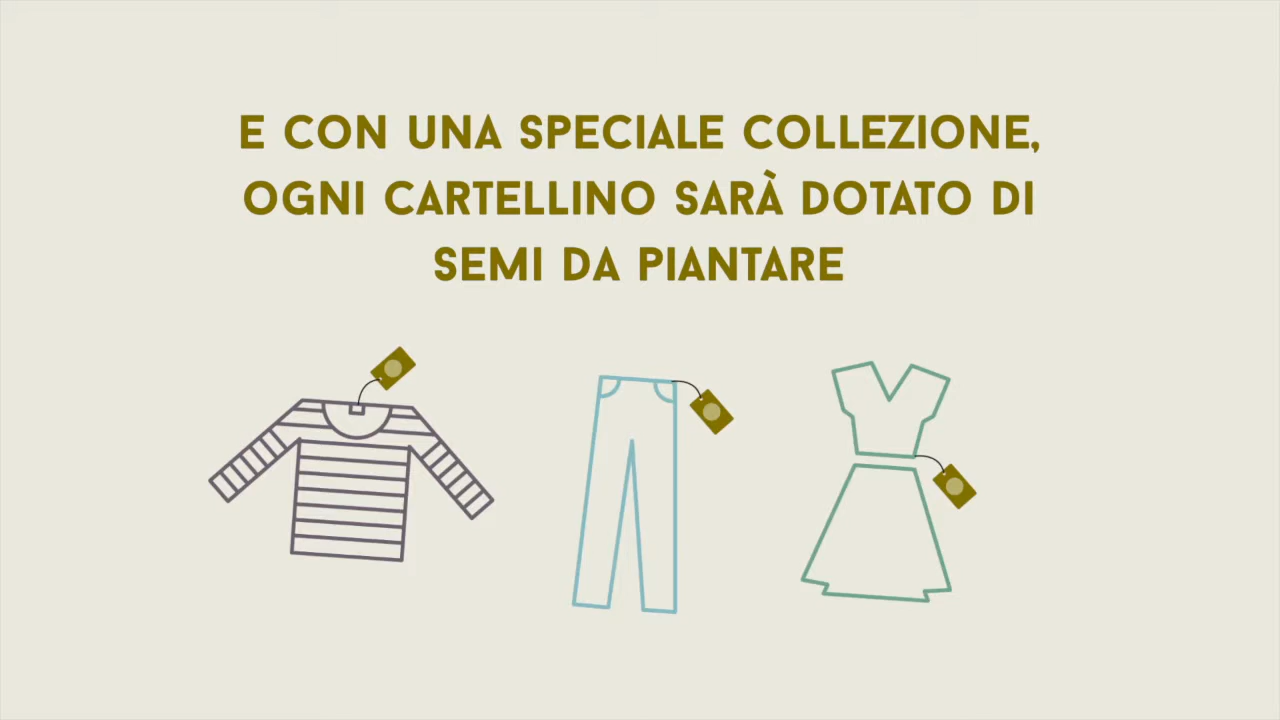 E CON UNA SPECIALE COLLEZIONE,
OGNI CARTELLINO SARÀ DOTATO DI
SEMI DA PIANTARE